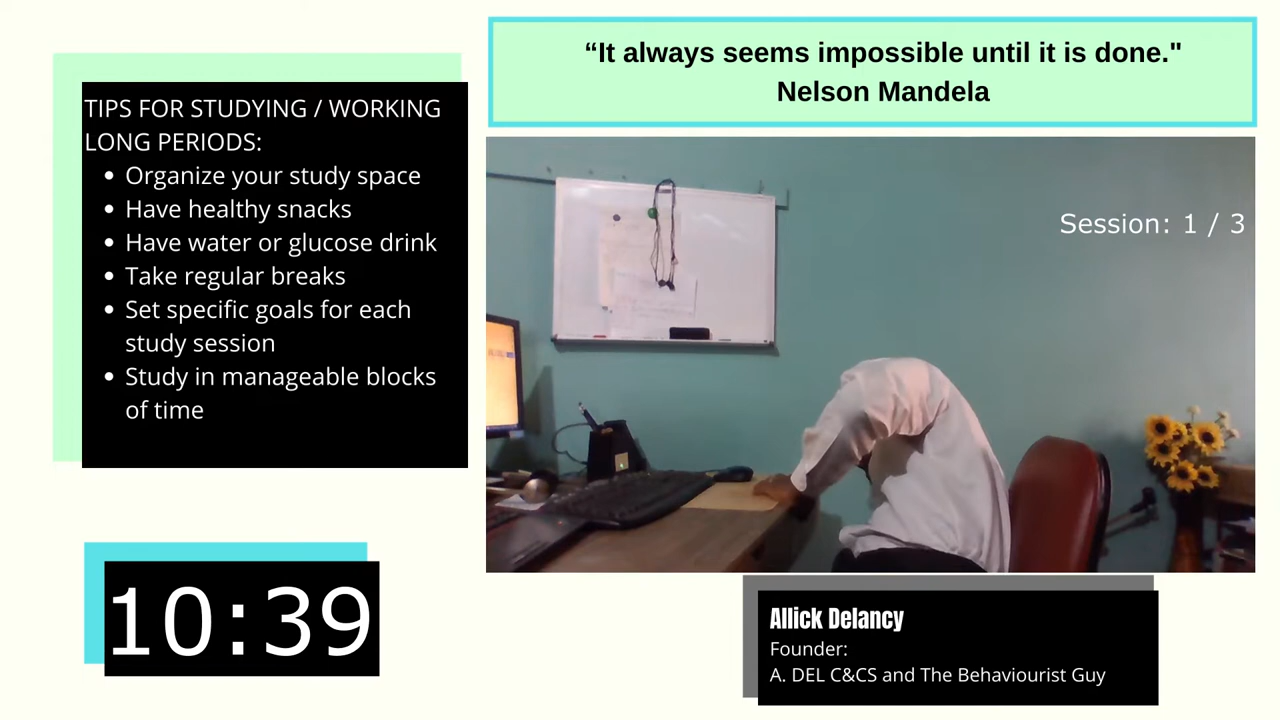 “It always seems impossible until it is done."
Nelson Mandela
TIPS FOR STUDYING / WORKING
LONG PERIODS:
• Organize your study space
• Have healthy snacks
• Have water or glucose drink
• Take regular breaks
• Set specific goals for each
study session
• Study in manageable blocks
of time
Session: 1 / 3
10:39
Allick Delancy
Founder:
A. DEL C&CS and The Behaviourist Guy